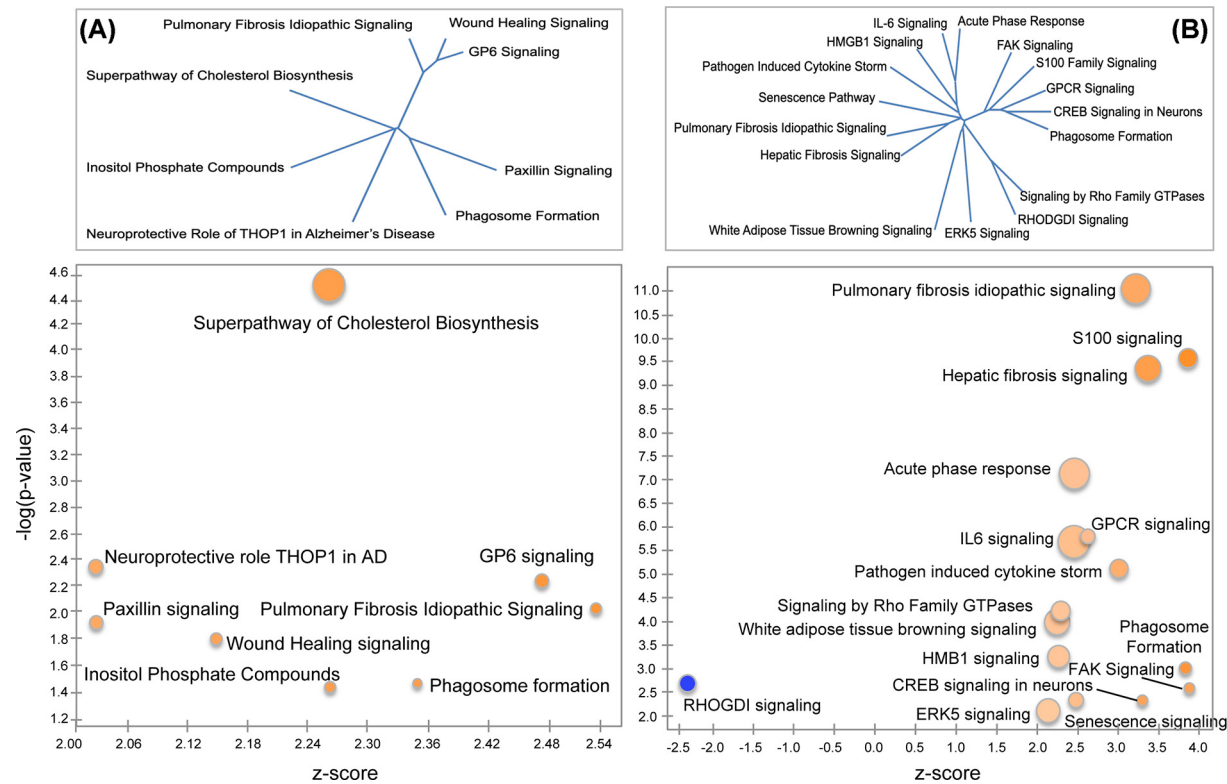 (A)
Pulmonary Fibrosis Idiopathic Signaling
Wound Healing Signaling
GP6 Signaling
Superpathway of Cholesterol Biosynthesis
Inositol Phosphate Compounds
Paxillin Signaling
Phagosome Formation
Neuroprotective Role of THOP1 in Alzheimer's Disease
(B)
IL-6 Signaling
Acute Phase Response
HMGB1 Signaling
FAK Signaling
Pathogen Induced Cytokine Storm
S100 Family Signaling
Senescence Pathway
GPCR Signaling
CREB Signaling in Neurons
Pulmonary Fibrosis Idiopathic Signaling
Phagosome Formation
Hepatic Fibrosis Signaling
Signaling by Rho Family GTPases
RHODGDI Signaling
White Adipose Tissue Browning Signaling
ERK5 Signaling
-log(p-value)
4.6
4.4
4.2
4.0
3.8
3.6
3.4
3.2
3.0
2.8
2.6
2.4
2.2
2.0
1.8
1.6
1.4
1.2
Superpathway of Cholesterol Biosynthesis
Neuroprotective role THOP1 in AD
GP6 signaling
Paxillin signaling
Pulmonary Fibrosis Idiopathic Signaling
Wound Healing signaling
Inositol Phosphate Compounds
Phagosome formation
2.00 2.06 2.12 2.18 2.24 2.30 2.36 2.42 2.48 2.54
z-score
11.0
10.5
10.0
9.5
9.0
8.5
8.0
7.5
7.0
6.5
6.0
5.5
5.0
4.5
4.0
3.5
3.0
2.5
2.0
Pulmonary fibrosis idiopathic signaling
S100 signaling
Hepatic fibrosis signaling
Acute phase response
GPCR signaling
IL6 signaling
Pathogen induced cytokine storm
Signaling by Rho Family GTPases
White adipose tissue browning signaling
Phagosome
Formation
HMB1 signaling
FAK Signaling
CREB signaling in neurons
RHOGDI signaling
ERK5 signaling
Senescence signaling
-2.5 -2.0 -1.5 -1.0 -0.5 0.0 0.5 1.0 1.5 2.0 2.5 3.0 3.5 4.0
z-score